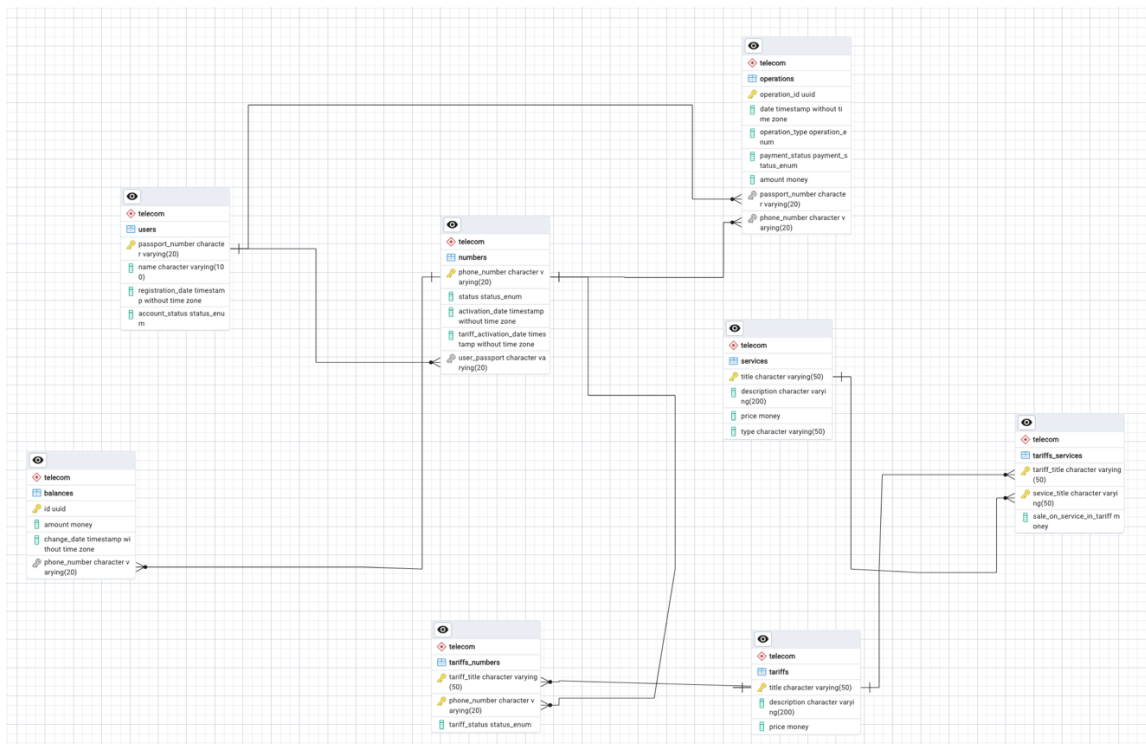 telecom
operations
operation_id uuid
date timestamp without ti
me zone
operation_type operation_e
num
payment_status payment_s
tatus_enum
amount money
passport_number characte
r varying(20)
phone_number character v
arying(20)
telecom
users
passport_number characte
r varying(20)
name character varying(10
0)
registration_date timestam
p without time zone
account_status status_enu
m
telecom
numbers
phone_number character v
arying(20)
status status_enum
activation_date timestamp
without time zone
tariff_activation_date times
tamp without time zone
user_passport character va
rying(20)
telecom
services
title character varying(50)
description character varyi
ng(200)
price money
type character varying(50)
telecom
tariffs_services
tariff_title character varying
(50)
sevice_title character varyi
ng(50)
sale_on_service_in_tariff m
oney
telecom
balances
id uuid
amount money
change_date timestamp wi
thout time zone
phone_number character v
arying(20)
telecom
tariffs_numbers
tariff_title character varying
(50)
phone_number character v
arying(20)
tariff_status status_enum
telecom
tariffs
title character varying(50)
description character varyi
ng(200)
price money